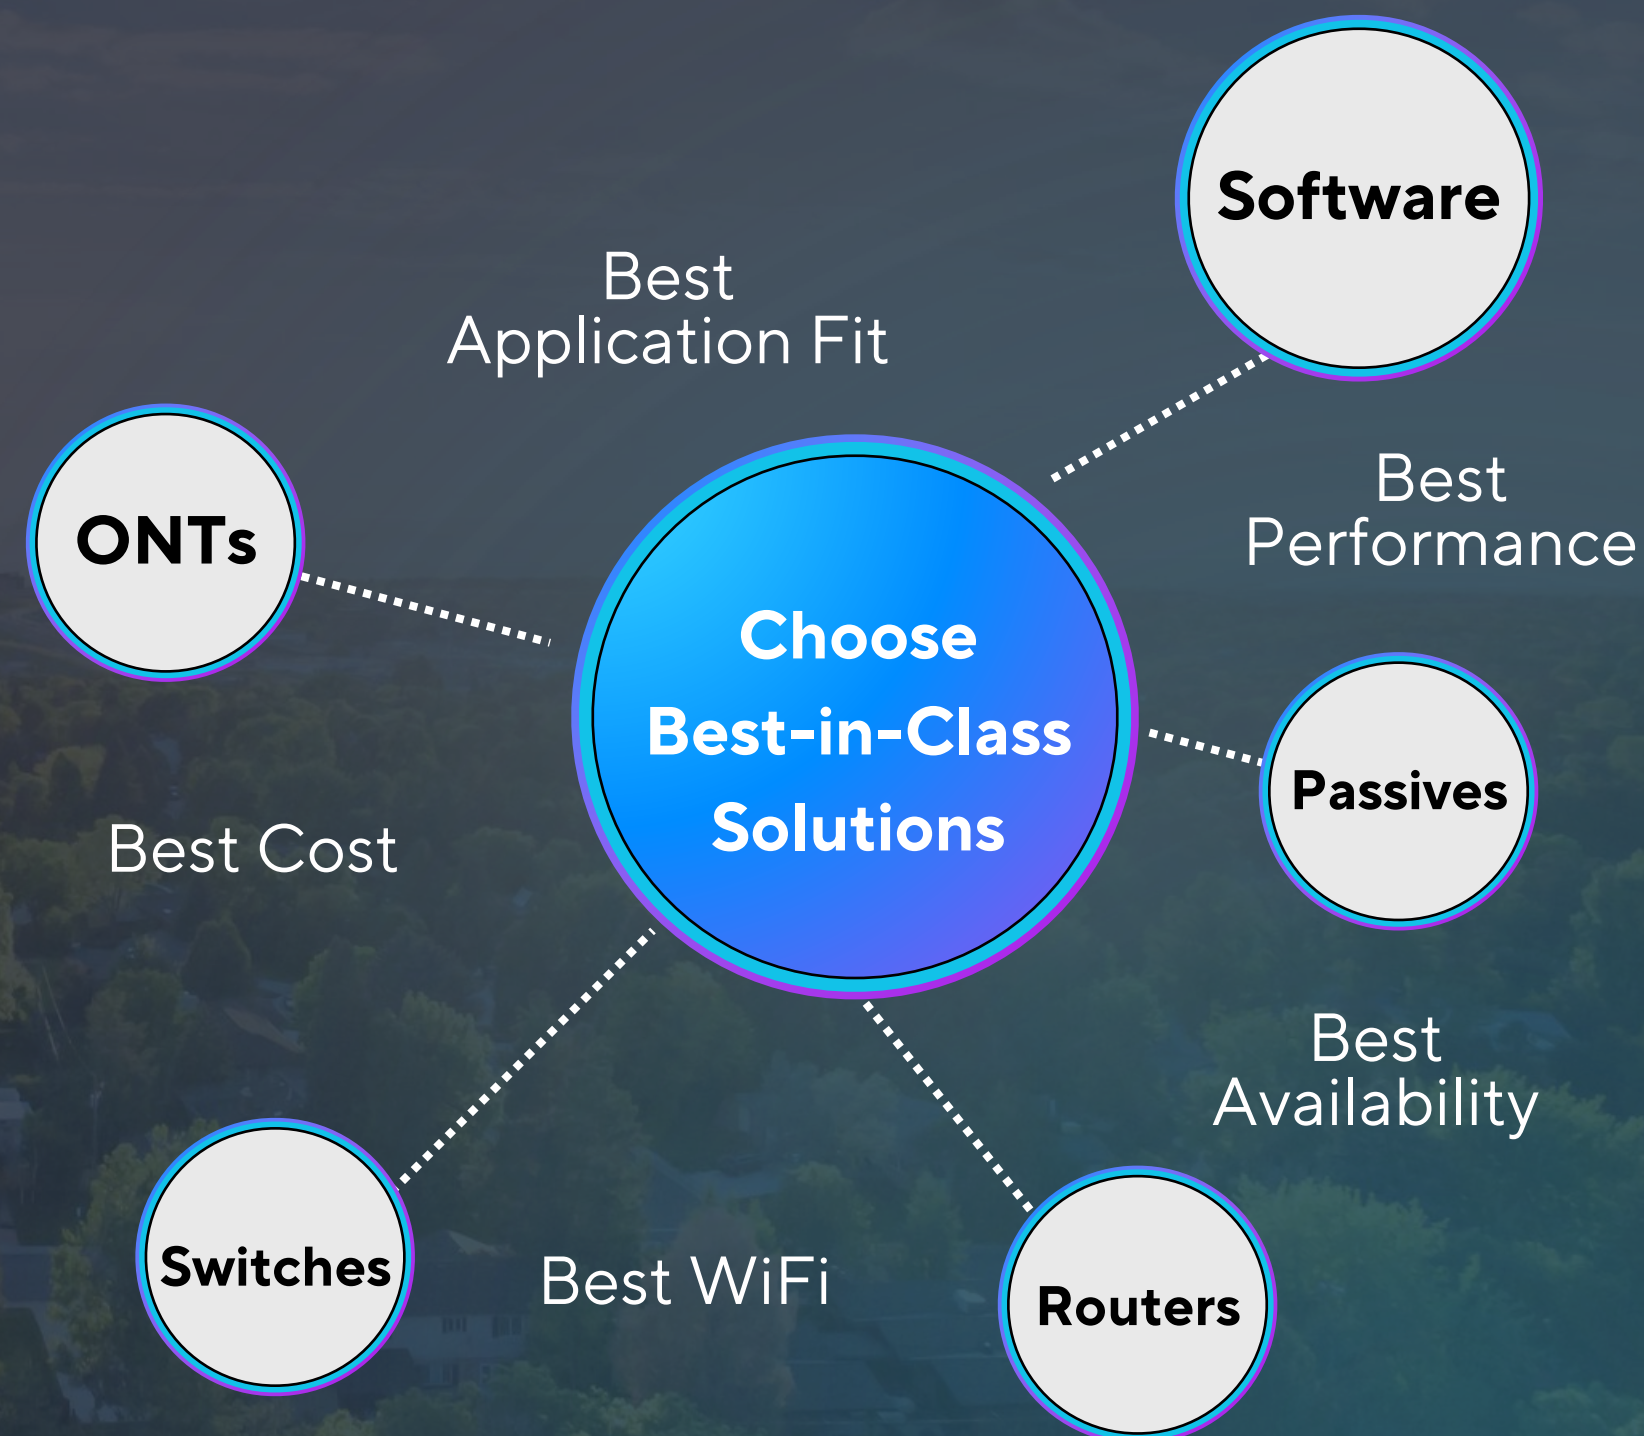 Software
Best
Application Fit
ONTs
Best
Performance
Choose
Best-in-Class
Solutions
Passives
Best Cost
Best
Availability
Switches
Best WiFi
Routers